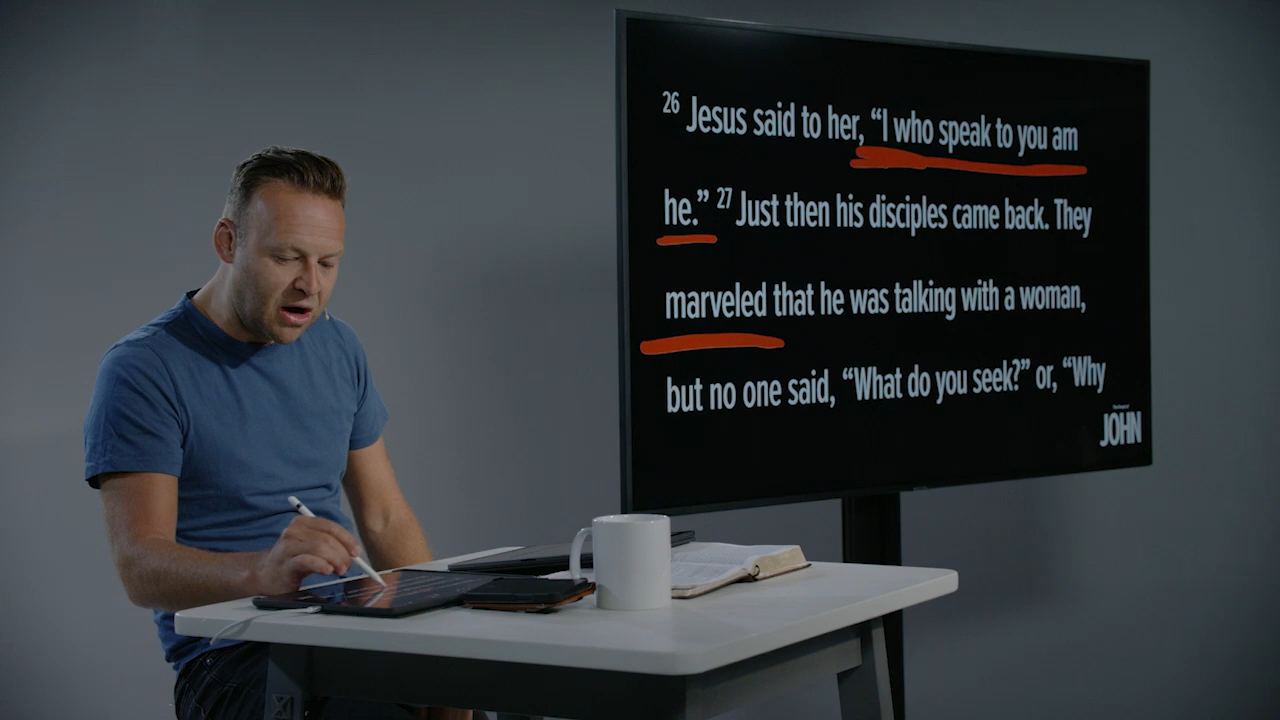 26 Jesus said to her, “I who speak to you am
he.” 27 Just then his disciples came back. They
marveled that he was talking with a woman,
but no one said, “What do you seek?” or, “Why
JOHN